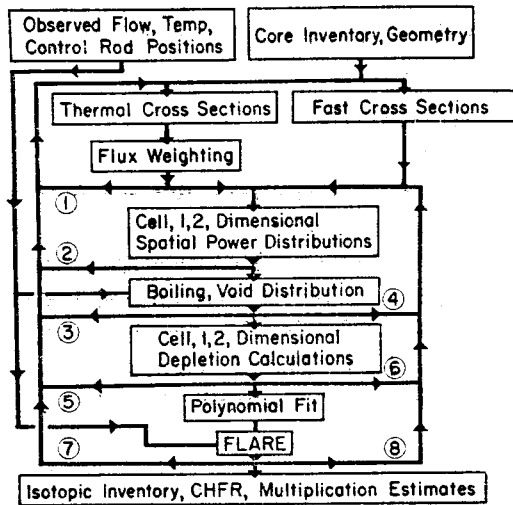 Observed Flow, Temp,
Control Rod Positions
Core Inventory, Geometry
Thermal Cross Sections
Fast Cross Sections
Flux Weighting
①
Cell, 1, 2, Dimensional
Spatial Power Distributions
②
Boiling, Void Distribution
④
③
Cell, 1, 2, Dimensional
Depletion Calculations
⑥
⑤
Polynomial Fit
FLARE
⑦
⑧
Isotopic Inventory, CHFR, Multiplication Estimates